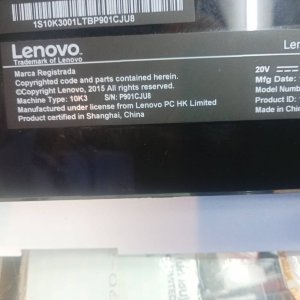 1S10K3001LTBP901CJU8
Lenovo.
Trademark of Lenovo
Marca Registrada
Copyrighted code and parts contained herein.
©Copyright Lenovo, 2015 All rights reserved.
Machine Type: 10K3 S/N: P901CJU8
Manufactured under license from Lenovo PC HK Limited
Product certified in Shanghai, China
Le
20V
Mfg Date:
Model Numb
Product ID:
Made in Chin